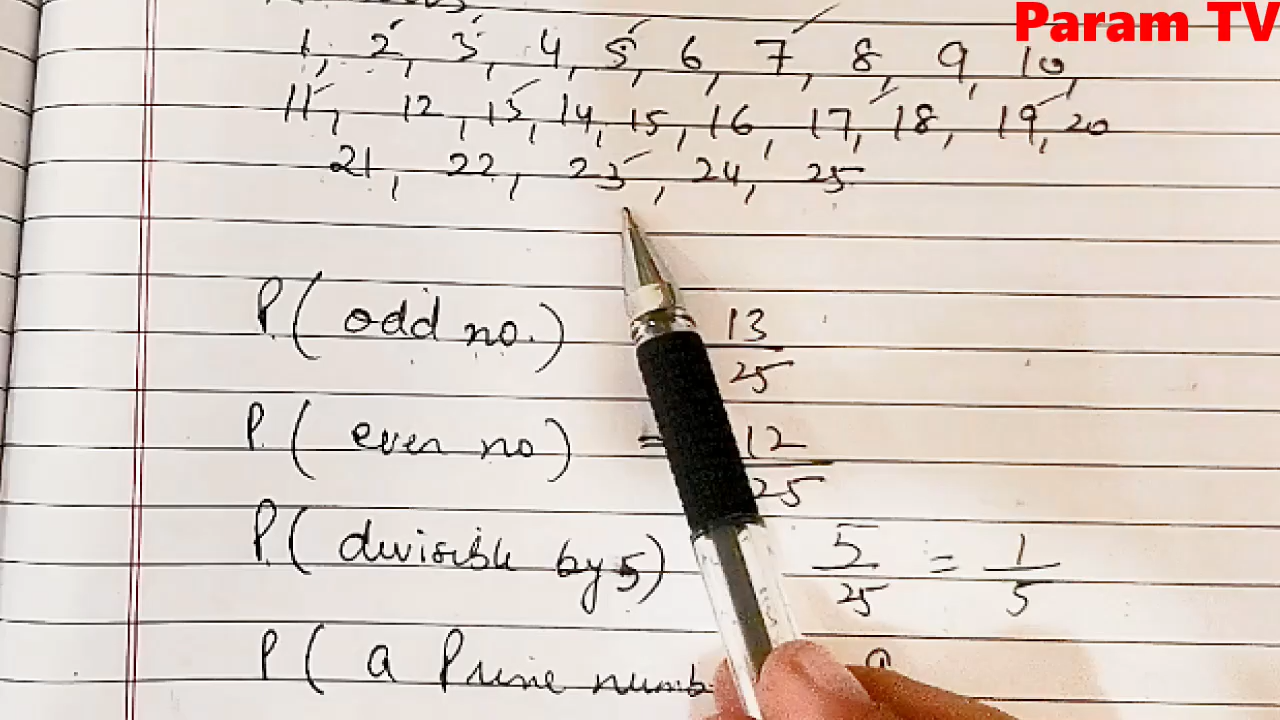 Param TV
1, 2, 3, 4, 5, 6, 7, 8, 9, 10,
11, 12, 13, 14, 15, 16, 17, 18, 19, 20
21, 22, 23, 24, 25
P( odd no.) 13/25
P( even no) = 12/25
P( divisible by 5) 5/25 = 1/5
P( a Prime numb